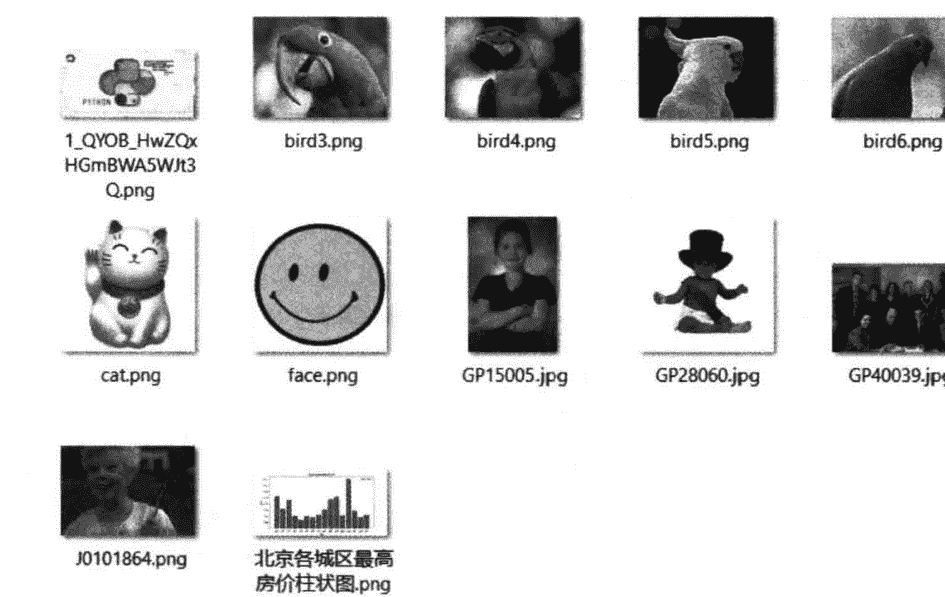 PYTHON
1_QYOB_HwZQx
HGmBWA5WJt3
Q.png
bird3.png
bird4.png
bird5.png
bird6.png
cat.png
face.png
GP15005.jpg
GP28060.jpg
GP40039.jpg
J0101864.png
北京各城区最高
房价柱状图.png